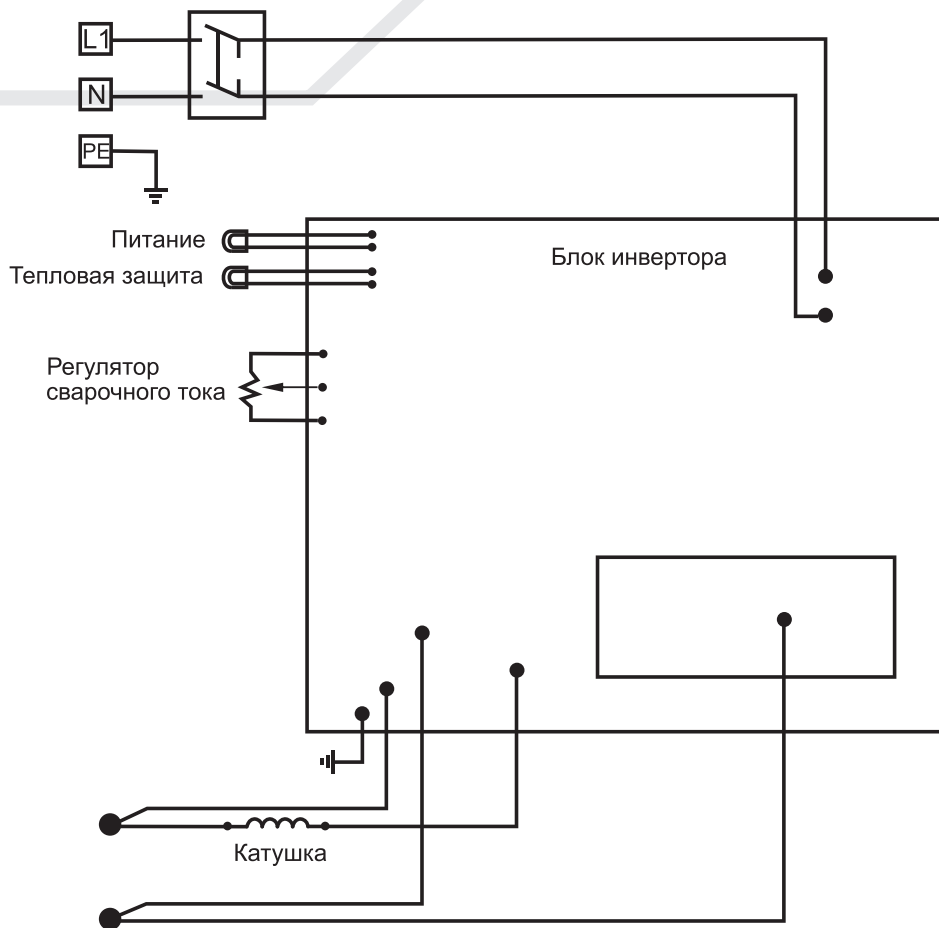 L1
N
PE
Питание
Блок инвертора
Тепловая защита
Регулятор
сварочного тока
Катушка